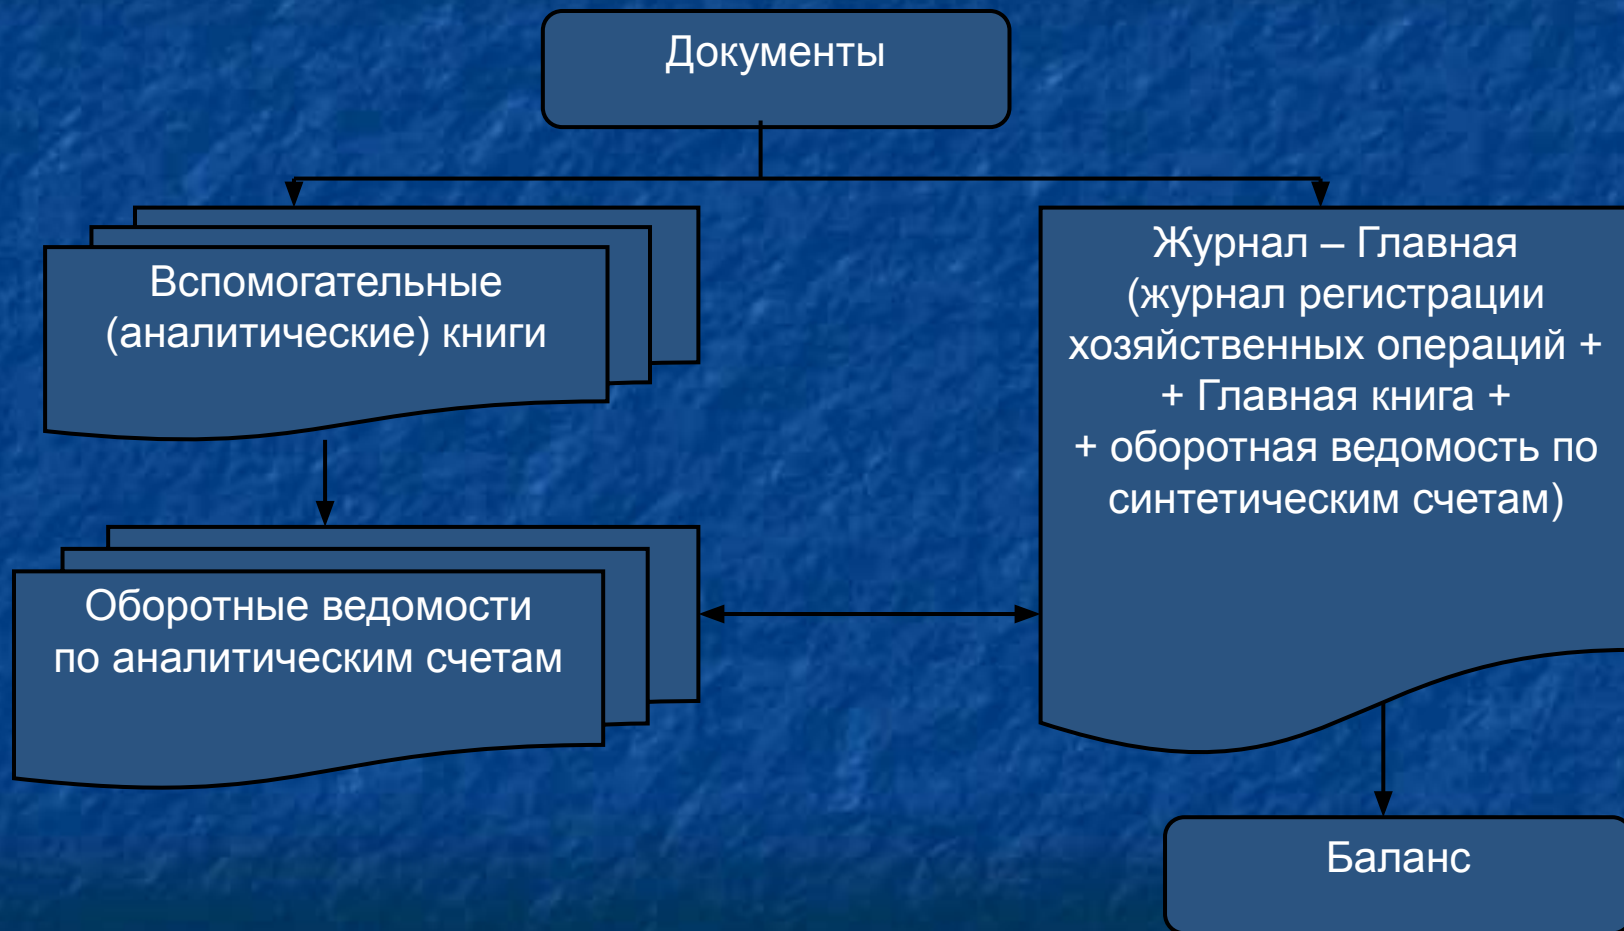 Документы
Вспомогательные
(аналитические) книги
Журнал – Главная
(журнал регистрации
хозяйственных операций +
+ Главная книга +
+ оборотная ведомость по
синтетическим счетам)
Оборотные ведомости
по аналитическим счетам
Баланс